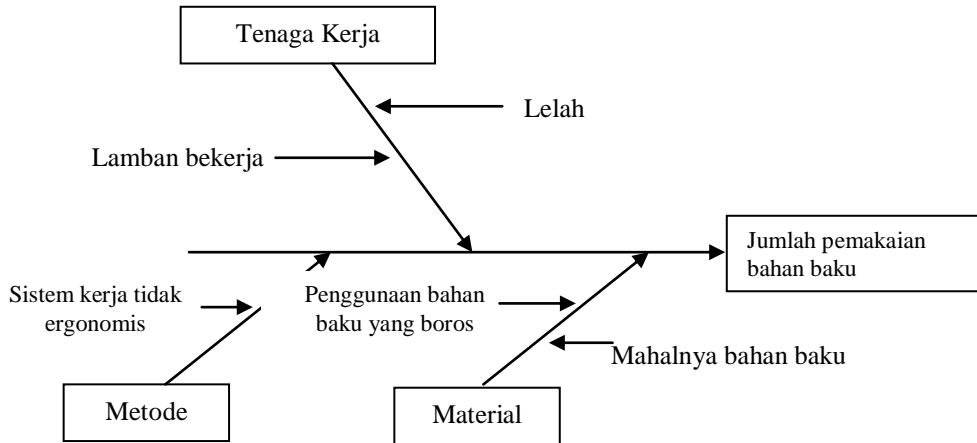 Tenaga Kerja
Lelah
Lamban bekerja
Jumlah pemakaian
bahan baku
Sistem kerja tidak
ergonomis
Penggunaan bahan
baku yang boros
Mahalnya bahan baku
Metode
Material